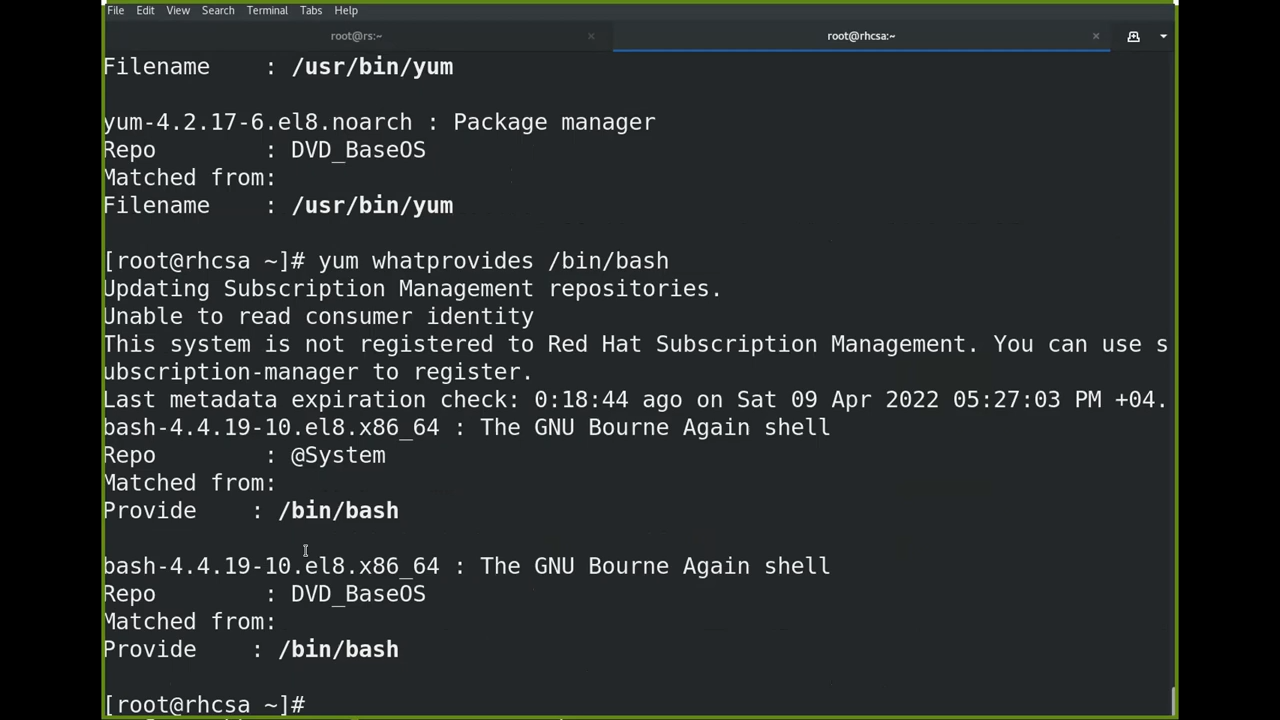 File Edit View Search Terminal Tabs Help
root@rs:~ × root@rhcsa:~ ×
Filename : /usr/bin/yum
yum-4.2.17-6.el8.noarch : Package manager
Repo : DVD_BaseOS
Matched from:
Filename : /usr/bin/yum
[root@rhcsa ~]# yum whatprovides /bin/bash
Updating Subscription Management repositories.
Unable to read consumer identity
This system is not registered to Red Hat Subscription Management. You can use s
ubscription-manager to register.
Last metadata expiration check: 0:18:44 ago on Sat 09 Apr 2022 05:27:03 PM +04.
bash-4.4.19-10.el8.x86_64 : The GNU Bourne Again shell
Repo : @System
Matched from:
Provide : /bin/bash
bash-4.4.19-10.el8.x86_64 : The GNU Bourne Again shell
Repo : DVD_BaseOS
Matched from:
Provide : /bin/bash
[root@rhcsa ~]#